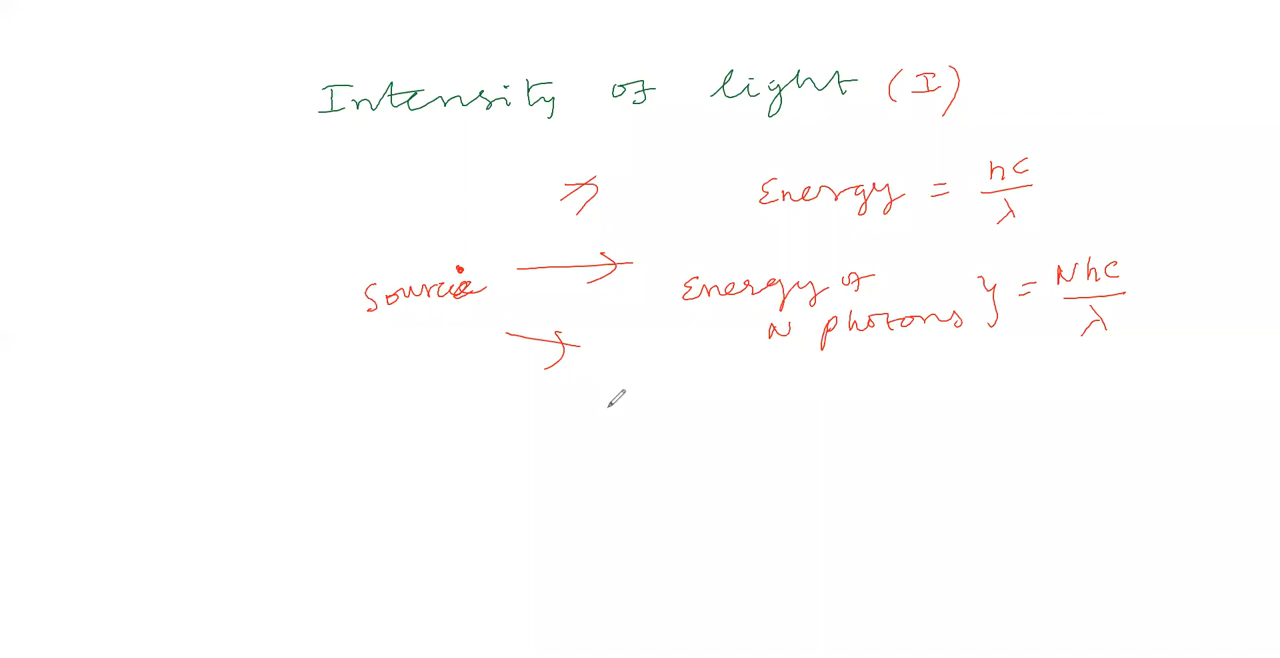 Intensity of light (I)
Energy = hc/λ
Source
Energy of N photons } = Nhc/λ